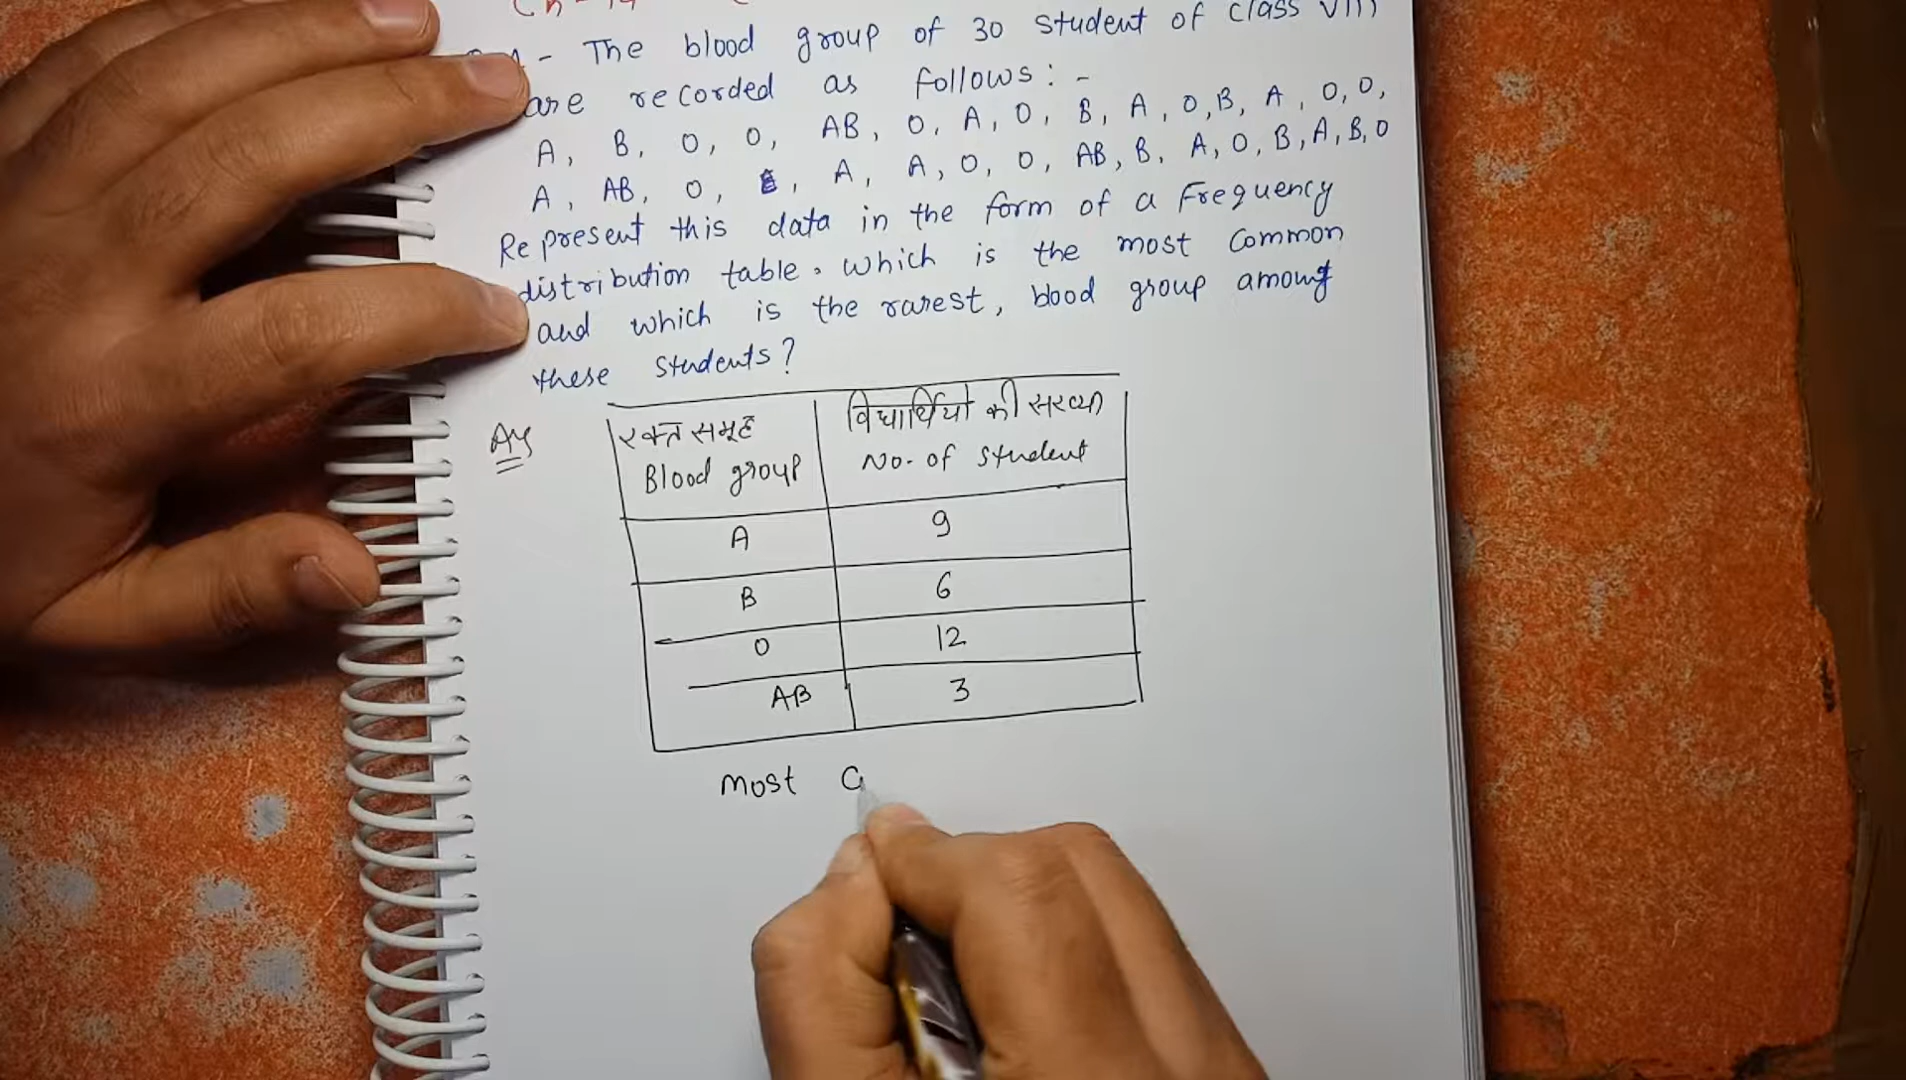 - The blood group of 30 student of class VIII
are recorded as follows:-
A, B, O, O, AB, O, A, O, B, A, O, B, A, O, O,
A, AB, O, , A, A, O, O, AB, B, A, O, B, A, B, O
Represent this data in the form of a Frequency
distribution table. which is the most Common
and which is the rarest, blood group among
these students?
Ans
रक्त समूह विधार्थियो की सख्या
Blood group No. of student
A 9
B 6
O 12
AB 3
most